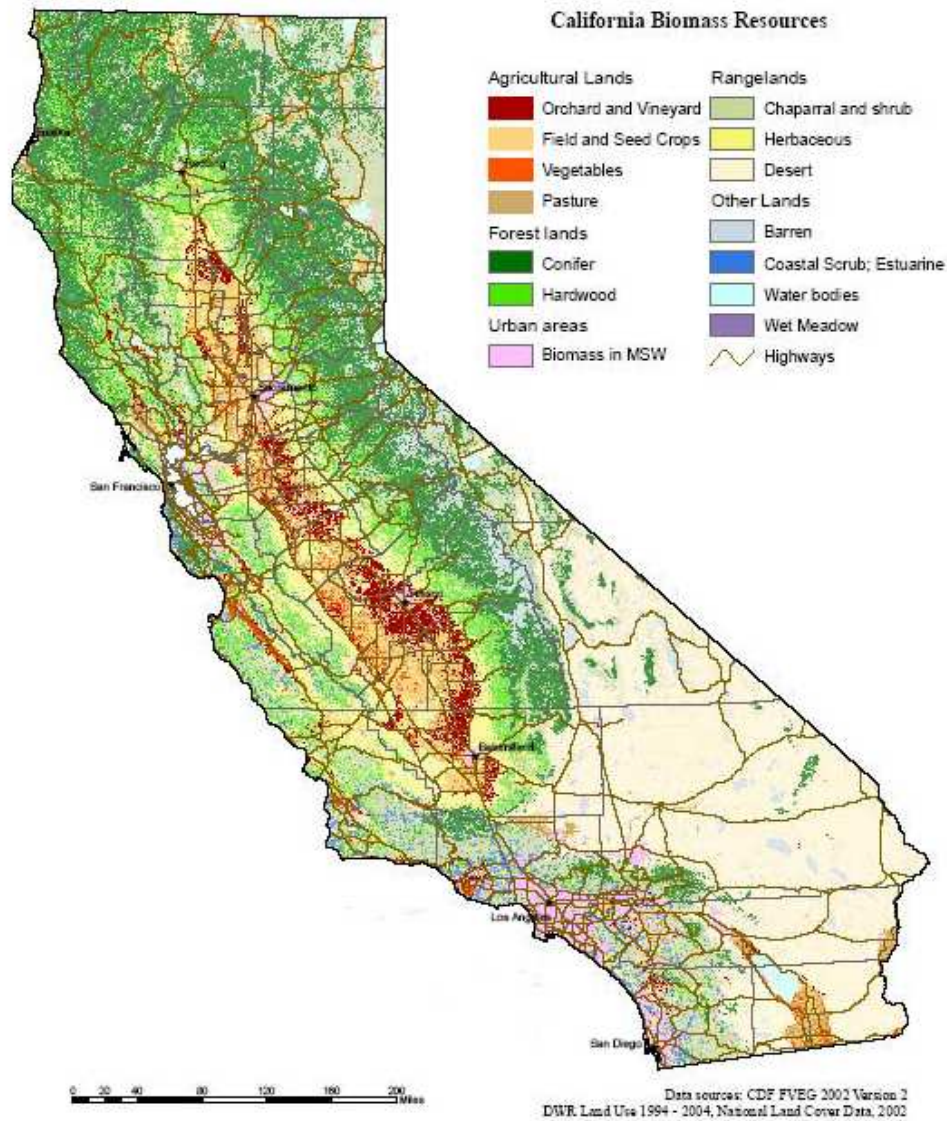 California Biomass Resources
Agricultural Lands
Orchard and Vineyard
Field and Seed Crops
Vegetables
Pasture
Forest lands
Conifer
Hardwood
Urban areas
Biomass in MSW
Rangelands
Chaparral and shrub
Herbaceous
Desert
Other Lands
Barren
Coastal Scrub; Estuarine
Water bodies
Wet Meadow
Highways
San Francisco
Bakersfield
Los Angeles
San Diego
0 20 40 80 120 160 200
Miles
Data sources: CDF FVEG 2002 Version 2
DWR Land Use 1994 - 2004, National Land Cover Data, 2002